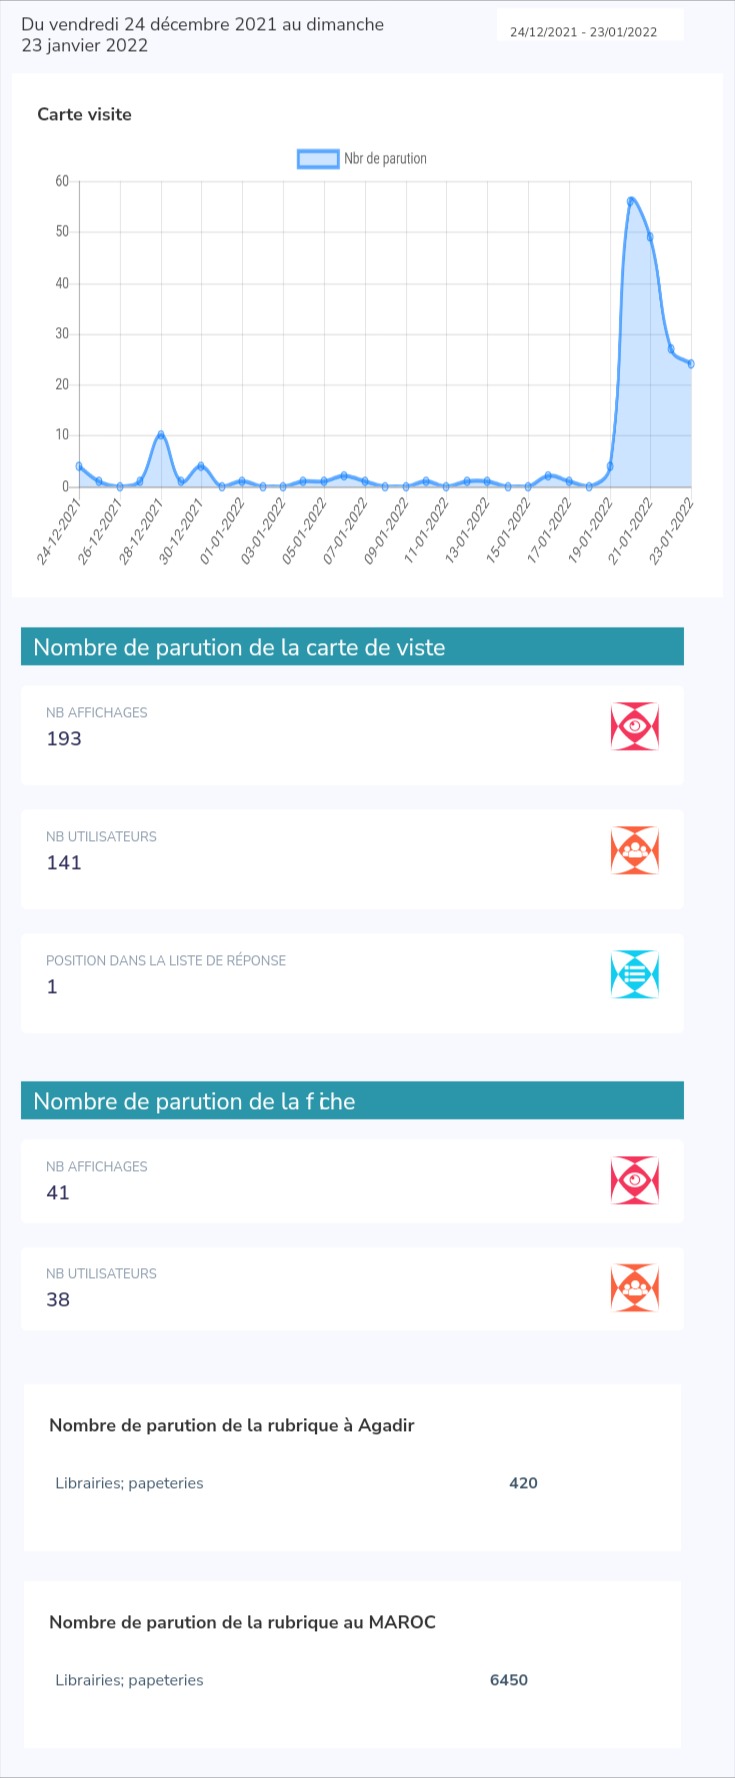 Du vendredi 24 décembre 2021 au dimanche
23 janvier 2022
24/12/2021 - 23/01/2022
Carte visite
Nbr de parution
60
50
40
30
20
10
0
24-12-2021
26-12-2021
28-12-2021
30-12-2021
01-01-2022
03-01-2022
05-01-2022
07-01-2022
09-01-2022
11-01-2022
13-01-2022
15-01-2022
17-01-2022
19-01-2022
21-01-2022
23-01-2022
Nombre de parution de la carte de viste
NB AFFICHAGES
193
NB UTILISATEURS
141
POSITION DANS LA LISTE DE RÉPONSE
1
Nombre de parution de la fiche
NB AFFICHAGES
41
NB UTILISATEURS
38
Nombre de parution de la rubrique à Agadir
Librairies; papeteries 420
Nombre de parution de la rubrique au MAROC
Librairies; papeteries 6450